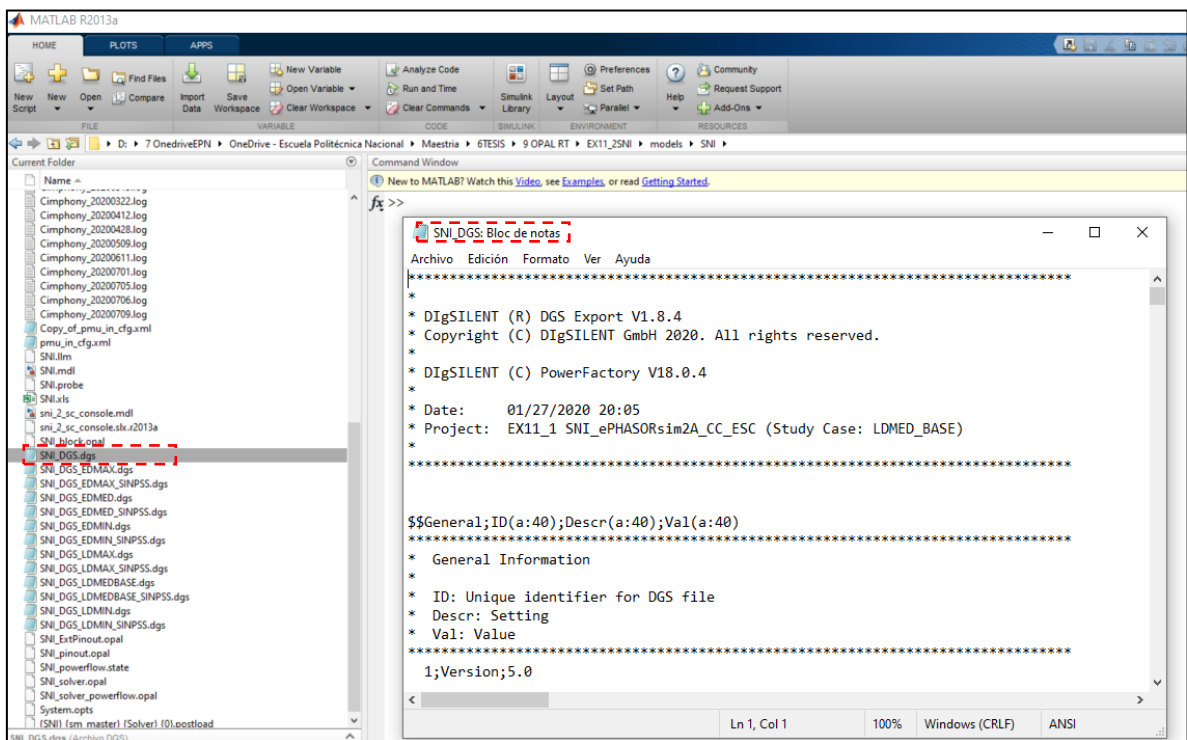 MATLAB R2013a
HOME PLOTS APPS
New Script
New
Open
Find Files
Compare
Import Data
Save Workspace
New Variable
Open Variable
Clear Workspace
Analyze Code
Run and Time
Clear Commands
Simulink Library
Layout
Preferences
Set Path
Parallel
Help
Community
Request Support
Add-Ons
FILE VARIABLE CODE SIMULINK ENVIRONMENT RESOURCES
D: 7 OnedriveEPN OneDrive - Escuela Politécnica Nacional Maestria 6TESIS 9 OPAL RT EX11_2SNI models SNI
Current Folder
Name
Cimphony_20200322.log
Cimphony_20200412.log
Cimphony_20200428.log
Cimphony_20200509.log
Cimphony_20200611.log
Cimphony_20200701.log
Cimphony_20200705.log
Cimphony_20200706.log
Cimphony_20200709.log
Copy_of_pmu_in_cfg.xml
pmu_in_cfg.xml
SNI.llm
SNI.mdl
SNI.probe
SNI.xls
sni_2_sc_console.mdl
sni_2_sc_console.slx.r2013a
SNI_block.opal
SNI_DGS.dgs
SNI_DGS_EDMAX.dgs
SNI_DGS_EDMAX_SINPSS.dgs
SNI_DGS_EDMED.dgs
SNI_DGS_EDMED_SINPSS.dgs
SNI_DGS_EDMIN.dgs
SNI_DGS_EDMIN_SINPSS.dgs
SNI_DGS_LDMAX.dgs
SNI_DGS_LDMAX_SINPSS.dgs
SNI_DGS_LDMEDBASE.dgs
SNI_DGS_LDMEDBASE_SINPSS.dgs
SNI_DGS_LDMIN.dgs
SNI_DGS_LDMIN_SINPSS.dgs
SNI_ExtPinout.opal
SNI_pinout.opal
SNI_powerflow.state
SNI_solver.opal
SNI_solver_powerflow.opal
System.opts
{SNI} {sm_master} {Solver} {0}.postload
SNI_DGS.dgs (Archivo DGS)
Command Window
New to MATLAB? Watch this Video, see Examples, or read Getting Started.
fx >>
SNI_DGS: Bloc de notas
Archivo Edición Formato Ver Ayuda
********************************************************************************
*
* DIgSILENT (R) DGS Export V1.8.4
* Copyright (C) DIgSILENT GmbH 2020. All rights reserved.
*
* DIgSILENT (C) PowerFactory V18.0.4
*
* Date: 01/27/2020 20:05
* Project: EX11_1 SNI_ePHASORsim2A_CC_ESC (Study Case: LDMED_BASE)
*
********************************************************************************
$$General;ID(a:40);Descr(a:40);Val(a:40)
********************************************************************************
* General Information
*
* ID: Unique identifier for DGS file
* Descr: Setting
* Val: Value
********************************************************************************
1;Version;5.0
Ln 1, Col 1 100% Windows (CRLF) ANSI